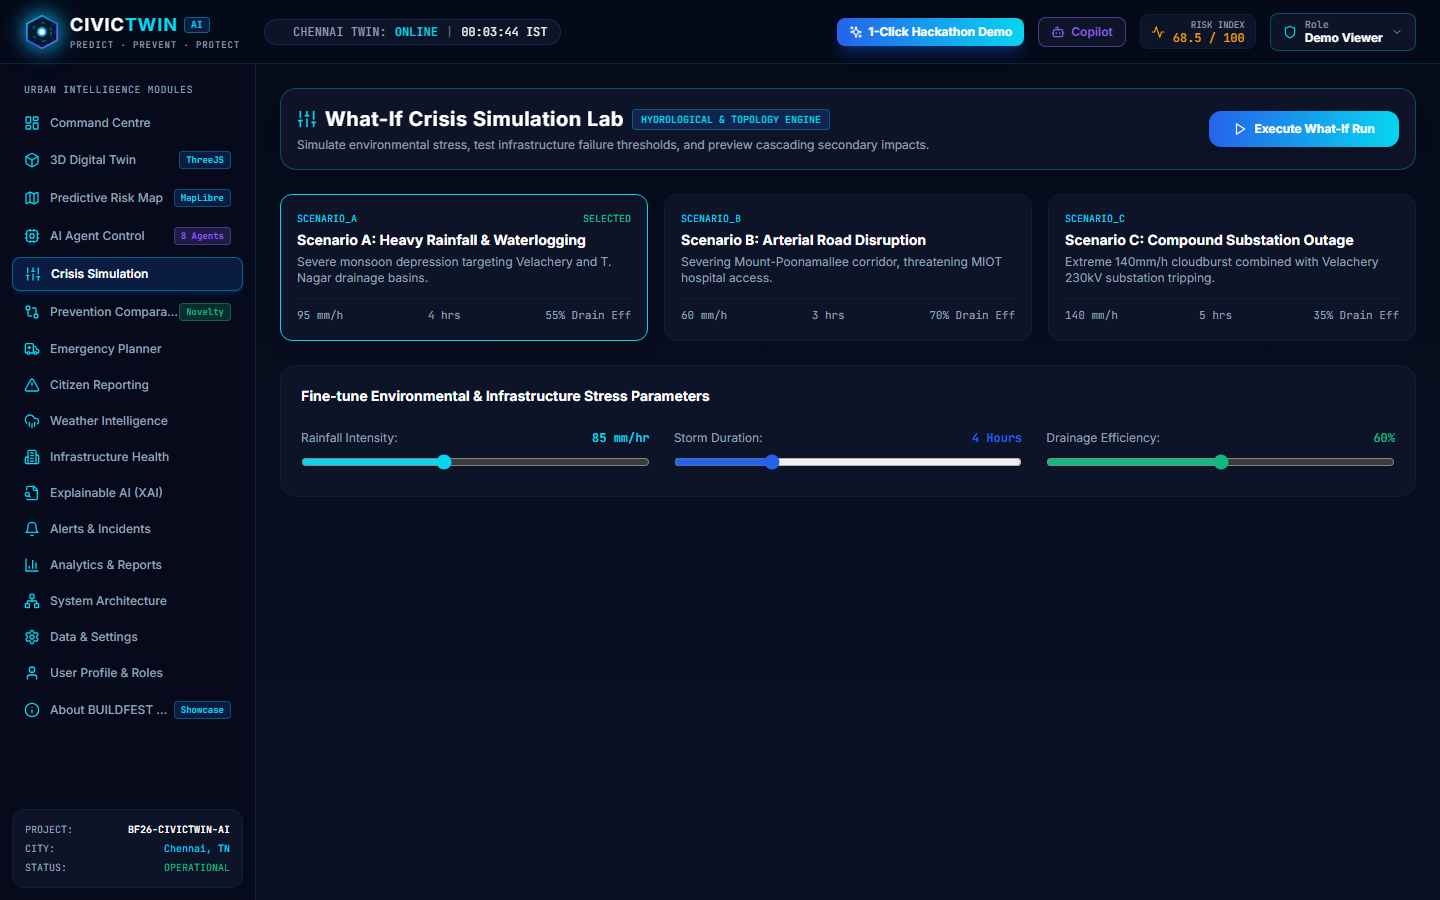 CIVICTWIN AI
PREDICT · PREVENT · PROTECT
CHENNAI TWIN: ONLINE | 00:03:44 IST
1-Click Hackathon Demo
Copilot
RISK INDEX
68.5 / 100
Role
Demo Viewer
URBAN INTELLIGENCE MODULES
Command Centre
3D Digital Twin ThreeJS
Predictive Risk Map MapLibre
AI Agent Control 8 Agents
Crisis Simulation
Prevention Compara... Novelty
Emergency Planner
Citizen Reporting
Weather Intelligence
Infrastructure Health
Explainable AI (XAI)
Alerts & Incidents
Analytics & Reports
System Architecture
Data & Settings
User Profile & Roles
About BUILDFEST ... Showcase
PROJECT: BF26-CIVICTWIN-AI
CITY: Chennai, TN
STATUS: OPERATIONAL
What-If Crisis Simulation Lab HYDROLOGICAL & TOPOLOGY ENGINE
Simulate environmental stress, test infrastructure failure thresholds, and preview cascading secondary impacts.
Execute What-If Run
SCENARIO_A SELECTED
Scenario A: Heavy Rainfall & Waterlogging
Severe monsoon depression targeting Velachery and T.
Nagar drainage basins.
95 mm/h 4 hrs 55% Drain Eff
SCENARIO_B
Scenario B: Arterial Road Disruption
Severing Mount-Poonamallee corridor, threatening MIOT
hospital access.
60 mm/h 3 hrs 70% Drain Eff
SCENARIO_C
Scenario C: Compound Substation Outage
Extreme 140mm/h cloudburst combined with Velachery
230kV substation tripping.
140 mm/h 5 hrs 35% Drain Eff
Fine-tune Environmental & Infrastructure Stress Parameters
Rainfall Intensity: 85 mm/hr
Storm Duration: 4 Hours
Drainage Efficiency: 60%